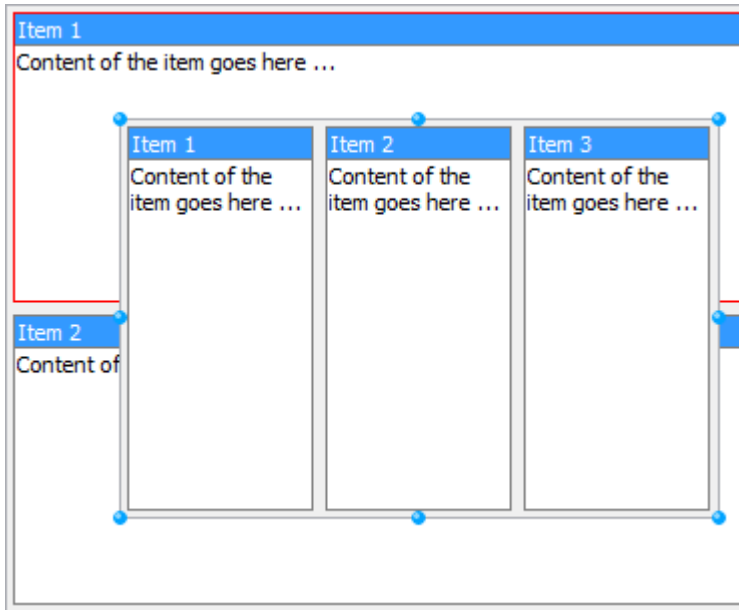 Item 1
Content of the item goes here ...
Item 1
Content of the
item goes here ...
Item 2
Content of the
item goes here ...
Item 3
Content of the
item goes here ...
Item 2
Content of